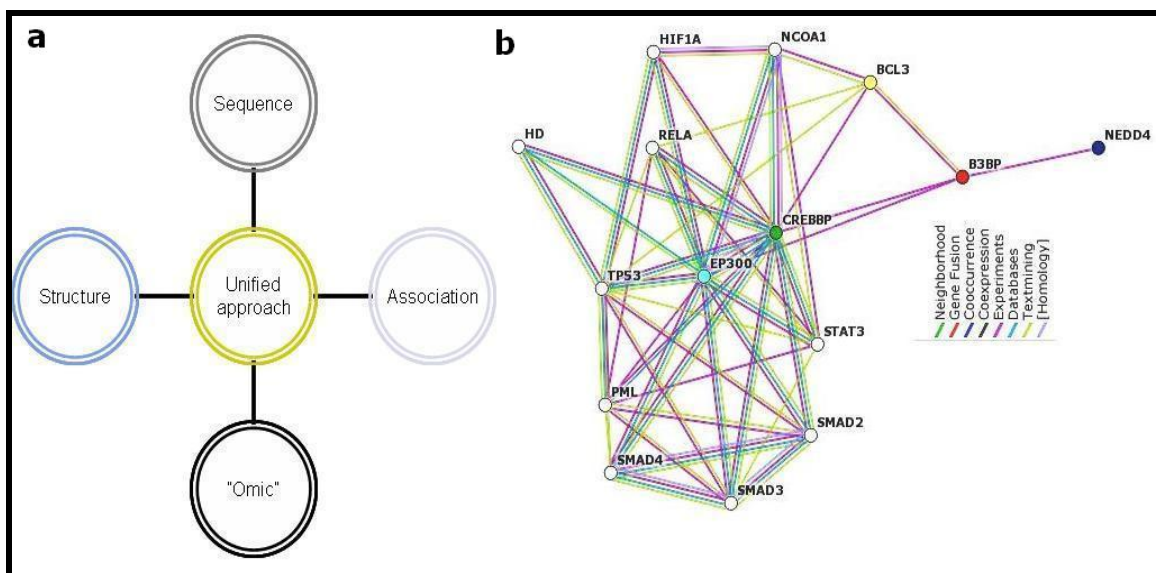 a
Sequence
Structure
Unified
approach
Association
"Omic"
b
HIF1A
NCOA1
BCL3
HD
RELA
NEDD4
B3BP
CREBBP
EP300
TP53
STAT3
PML
SMAD2
SMAD4
SMAD3
Neighborhood
Gene Fusion
Cooccurrence
Coexpression
Experiments
Databases
Textmining
[Homology]